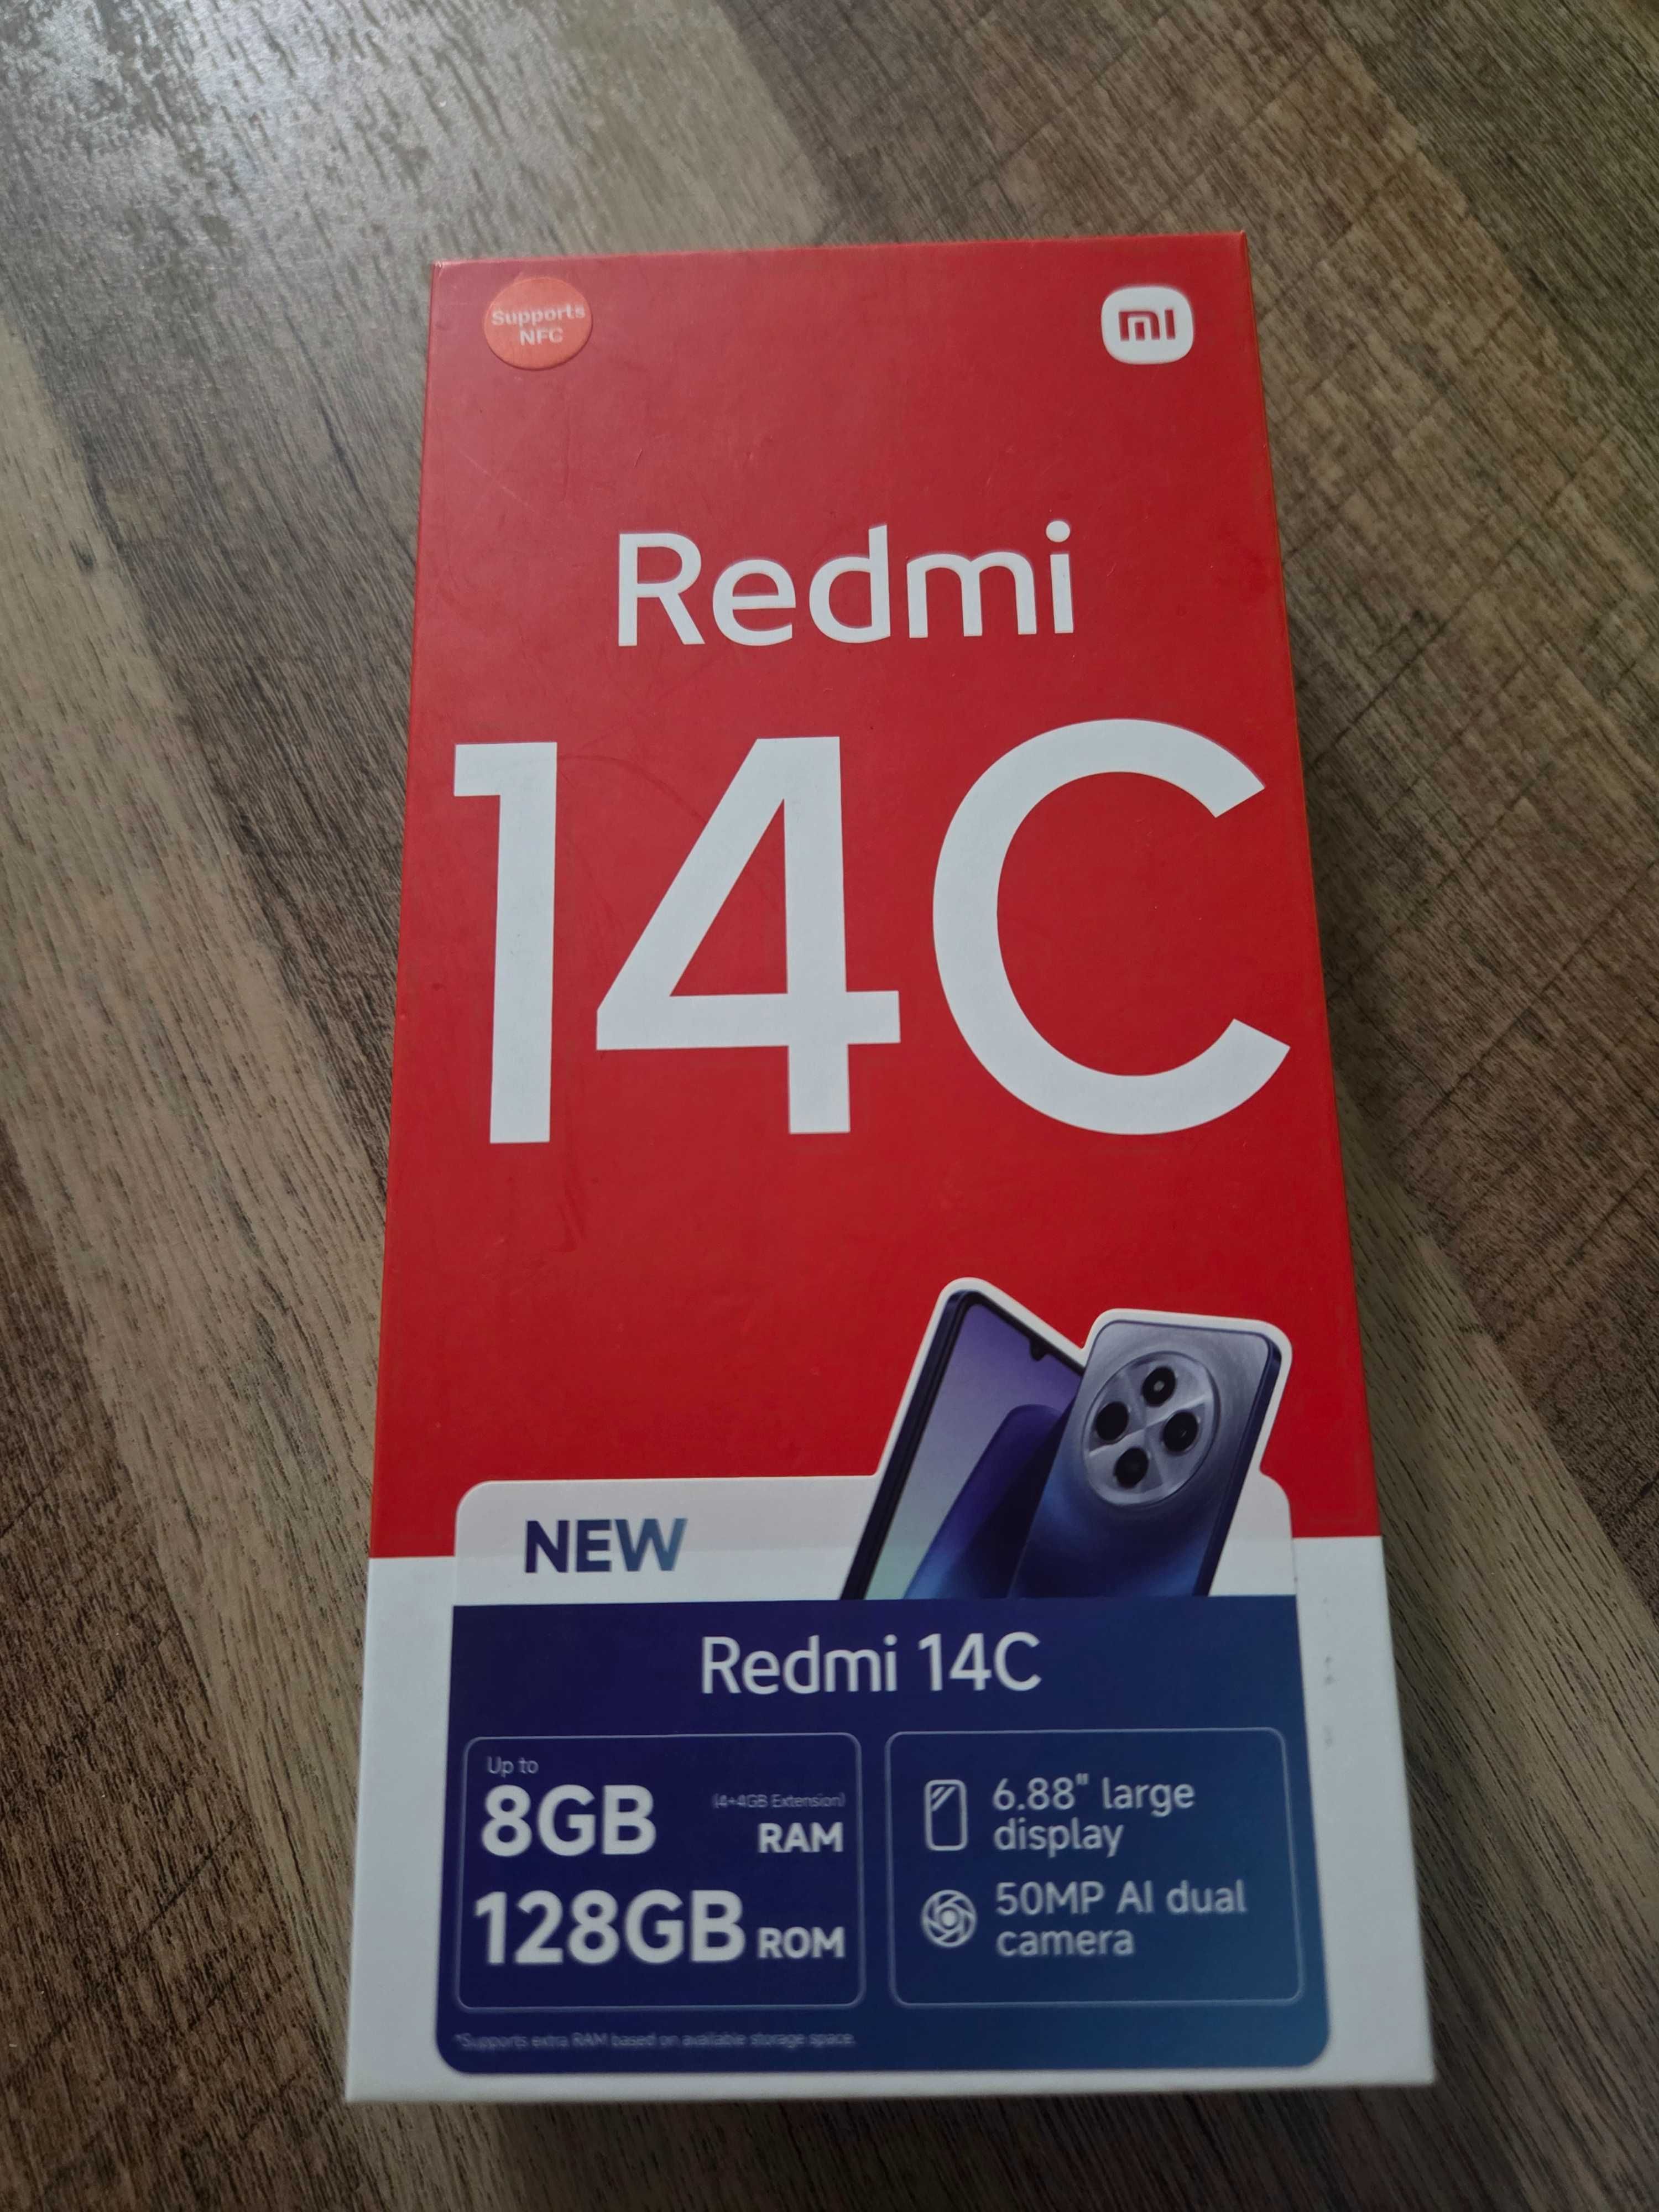 Supports
NFC
mi
Redmi
14C
NEW
Redmi 14C
Up to
8GB (4+4GB Extension)
RAM
128GB ROM
6.88" large
display
50MP AI dual
camera
*Supports extra RAM based on available storage space.